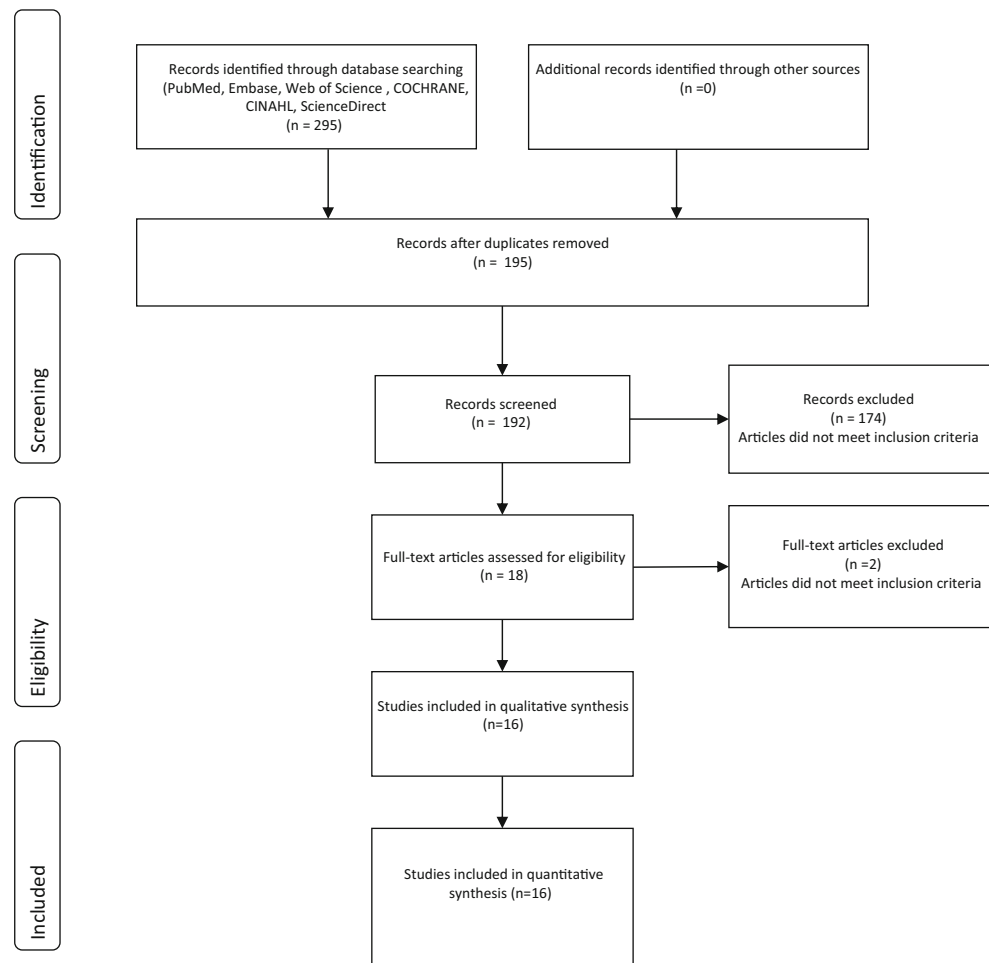 Identification
Records identified through database searching
(PubMed, Embase, Web of Science , COCHRANE,
CINAHL, ScienceDirect
(n = 295)
Additional records identified through other sources
(n =0)
Records after duplicates removed
(n = 195)
Screening
Records screened
(n = 192)
Records excluded
(n = 174)
Articles did not meet inclusion criteria
Eligibility
Full-text articles assessed for eligibility
(n = 18)
Full-text articles excluded
(n =2)
Articles did not meet inclusion criteria
Studies included in qualitative synthesis
(n=16)
Included
Studies included in quantitative
synthesis (n=16)